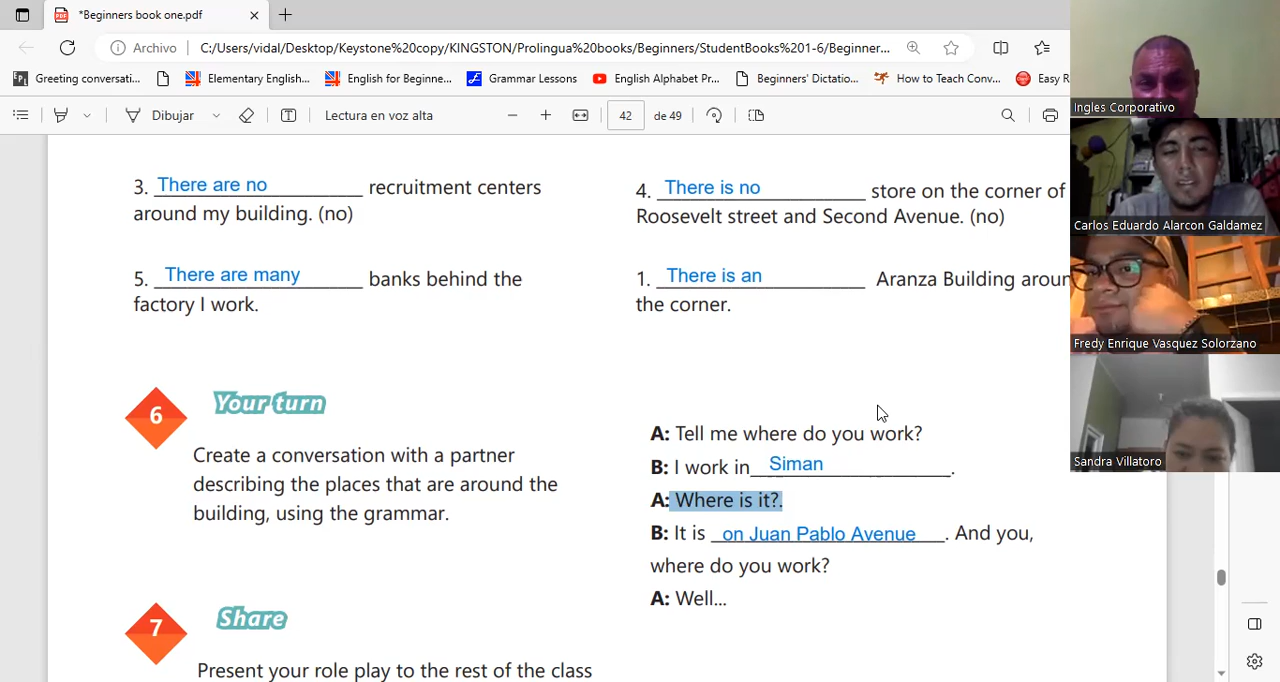 *Beginners book one.pdf
Archivo C:/Users/vidal/Desktop/Keystone%20copy/KINGSTON/Prolingua%20books/Beginners/StudentBooks%201-6/Beginner...
Greeting conversati... Elementary English... English for Beginne... Grammar Lessons English Alphabet Pr... Beginners' Dictatio... How to Teach Conv... Easy R
Dibujar Lectura en voz alta 42 de 49
3. There are no recruitment centers
around my building. (no)
4. There is no store on the corner of
Roosevelt street and Second Avenue. (no)
5. There are many banks behind the
factory I work.
1. There is an Aranza Building aroun
the corner.
6 Your turn
Create a conversation with a partner
describing the places that are around the
building, using the grammar.
A: Tell me where do you work?
B: I work in Siman.
A: Where is it?.
B: It is on Juan Pablo Avenue. And you,
where do you work?
A: Well...
7 Share
Present your role play to the rest of the class
Ingles Corporativo
Carlos Eduardo Alarcon Galdamez
Fredy Enrique Vasquez Solorzano
Sandra Villatoro